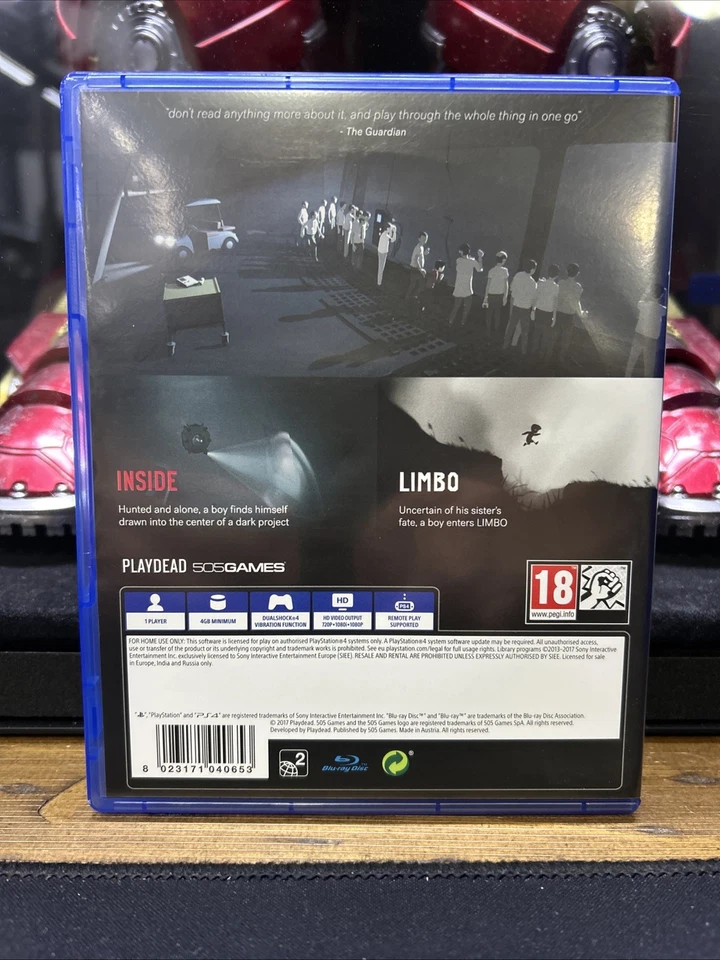 "don't read anything more about it, and play through the whole thing in one go"
- The Guardian
INSIDE
Hunted and alone, a boy finds himself
drawn into the center of a dark project
LIMBO
Uncertain of his sister's
fate, a boy enters LIMBO
PLAYDEAD 505GAMES
18
www.pegi.info
1 PLAYER
4GB MINIMUM
DUALSHOCK®4
VIBRATION FUNCTION
HD
HD VIDEO OUTPUT
720P•1080i•1080P
PS4
REMOTE PLAY
SUPPORTED
FOR HOME USE ONLY: This software is licensed for play on authorised PlayStation®4 systems only. A PlayStation®4 system software update may be required. All unauthorised access,
use or transfer of the product or its underlying copyright and trademark works is prohibited. See eu.playstation.com/legal for full usage rights. Library programs ©2013-2017 Sony Interactive
Entertainment Inc. exclusively licensed to Sony Interactive Entertainment Europe (SIEE). RESALE AND RENTAL ARE PROHIBITED UNLESS EXPRESSLY AUTHORISED BY SIEE. Licensed for sale
in Europe, India and Russia only.
", "PlayStation" and "PS4" are registered trademarks of Sony Interactive Entertainment Inc. "Blu-ray Disc™" and "Blu-ray™" are trademarks of the Blu-ray Disc Association.
© 2017 Playdead. 505 Games and the 505 Games logo are registered trademarks of 505 Games SpA. All rights reserved.
Developed by Playdead. Published by 505 Games. Made in Austria. All rights reserved.
8 023171 040653
2
Blu-ray Disc™
®